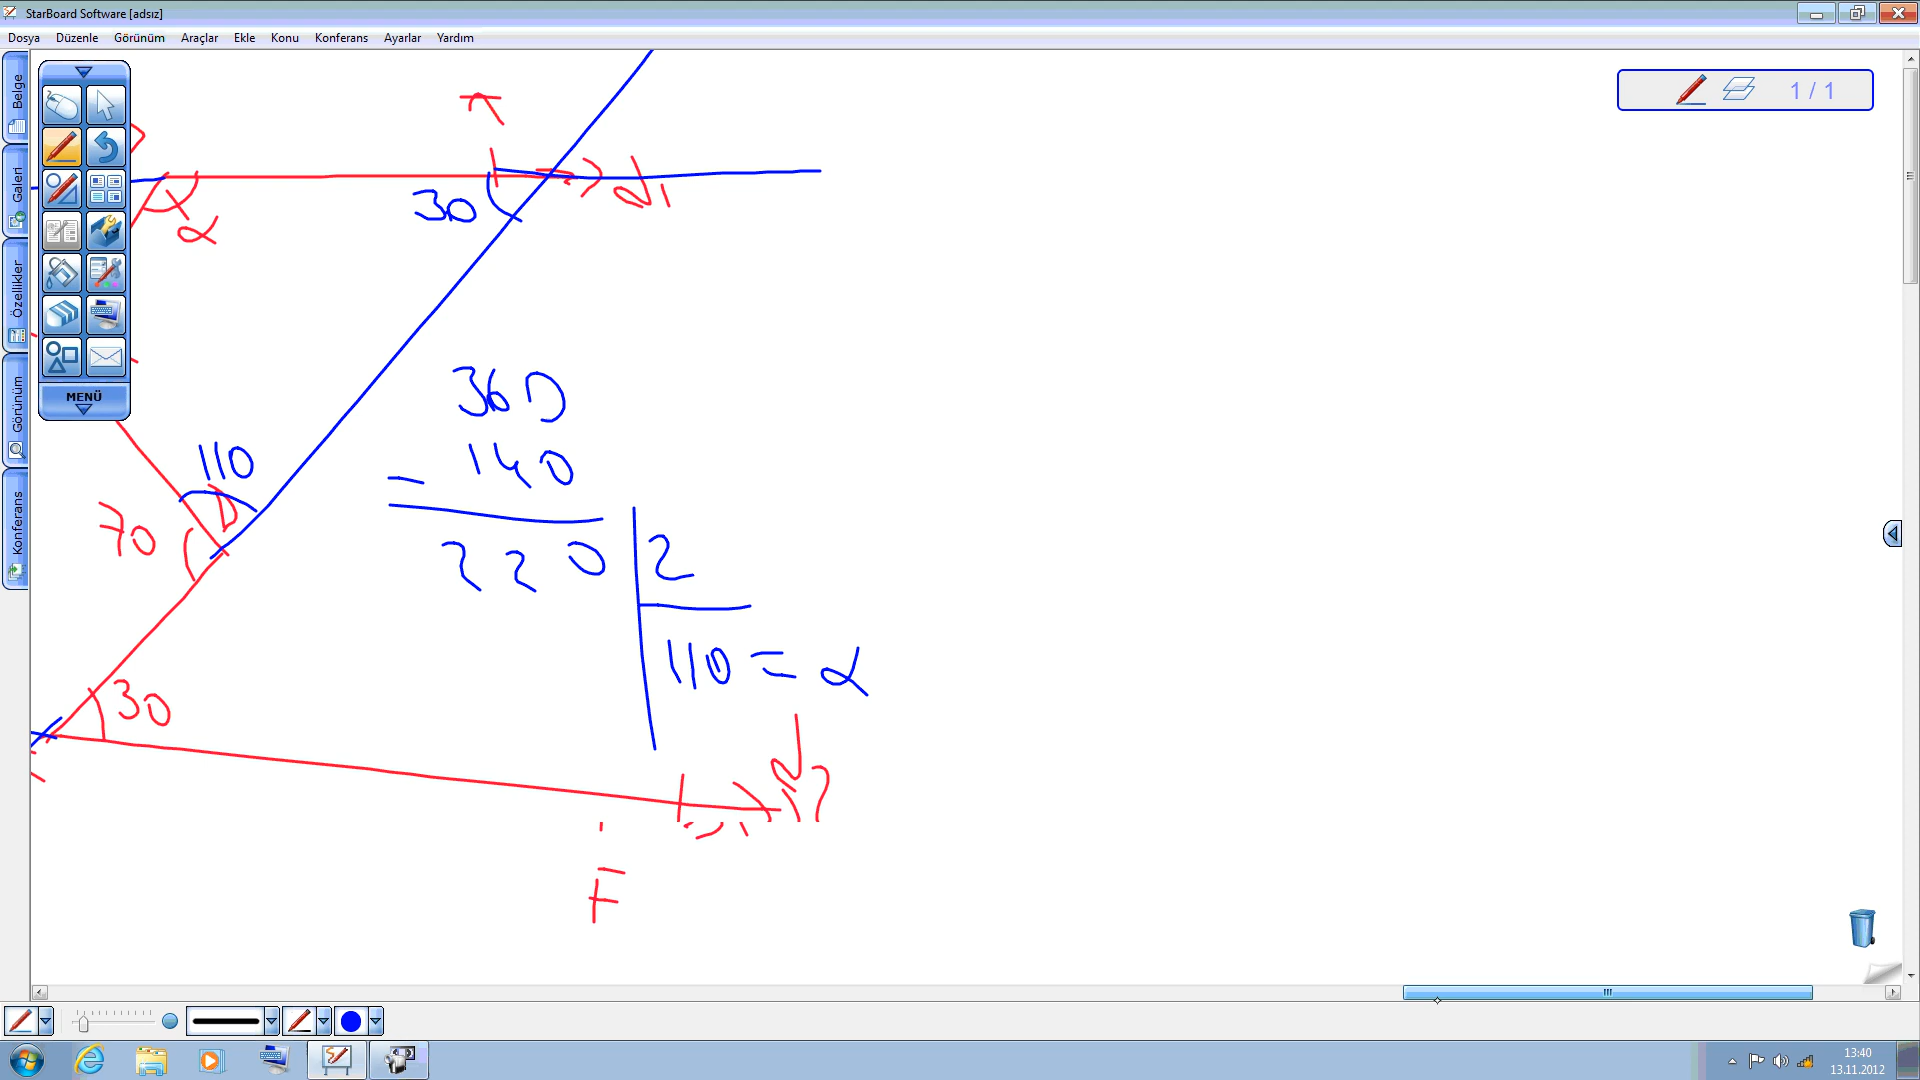 StarBoard Software [adsız]
Dosya Düzenle Görünüm Araçlar Ekle Konu Konferans Ayarlar Yardım
Belge
Galeri
Özellikler
Görünüm
Konferans
MENÜ
1 / 1
A
d1
30
α
360
110
- 140
D
70
220 2
110 = α
30
F
13:40
13.11.2012